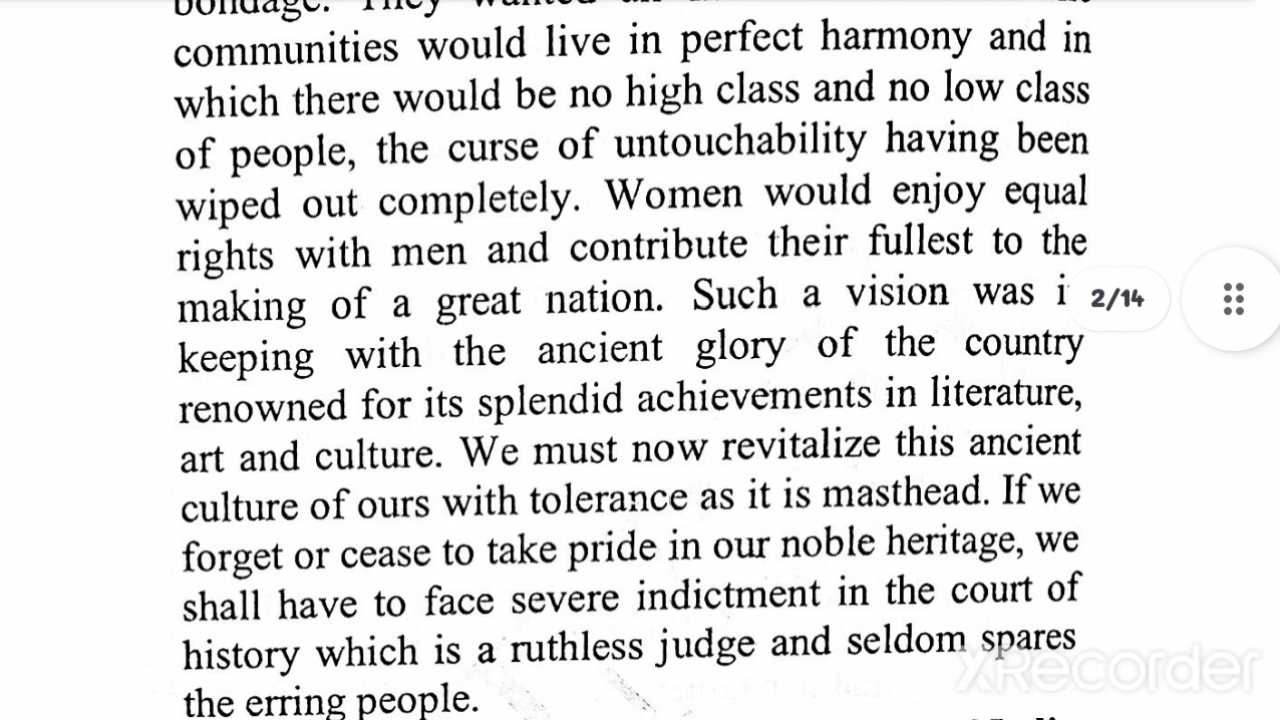 communities would live in perfect harmony and in
which there would be no high class and no low class
of people, the curse of untouchability having been
wiped out completely. Women would enjoy equal
rights with men and contribute their fullest to the
making of a great nation. Such a vision was i
2/14
keeping with the ancient glory of the country
renowned for its splendid achievements in literature,
art and culture. We must now revitalize this ancient
culture of ours with tolerance as it is masthead. If we
forget or cease to take pride in our noble heritage, we
shall have to face severe indictment in the court of
history which is a ruthless judge and seldom spares
XRecorder
the erring people.